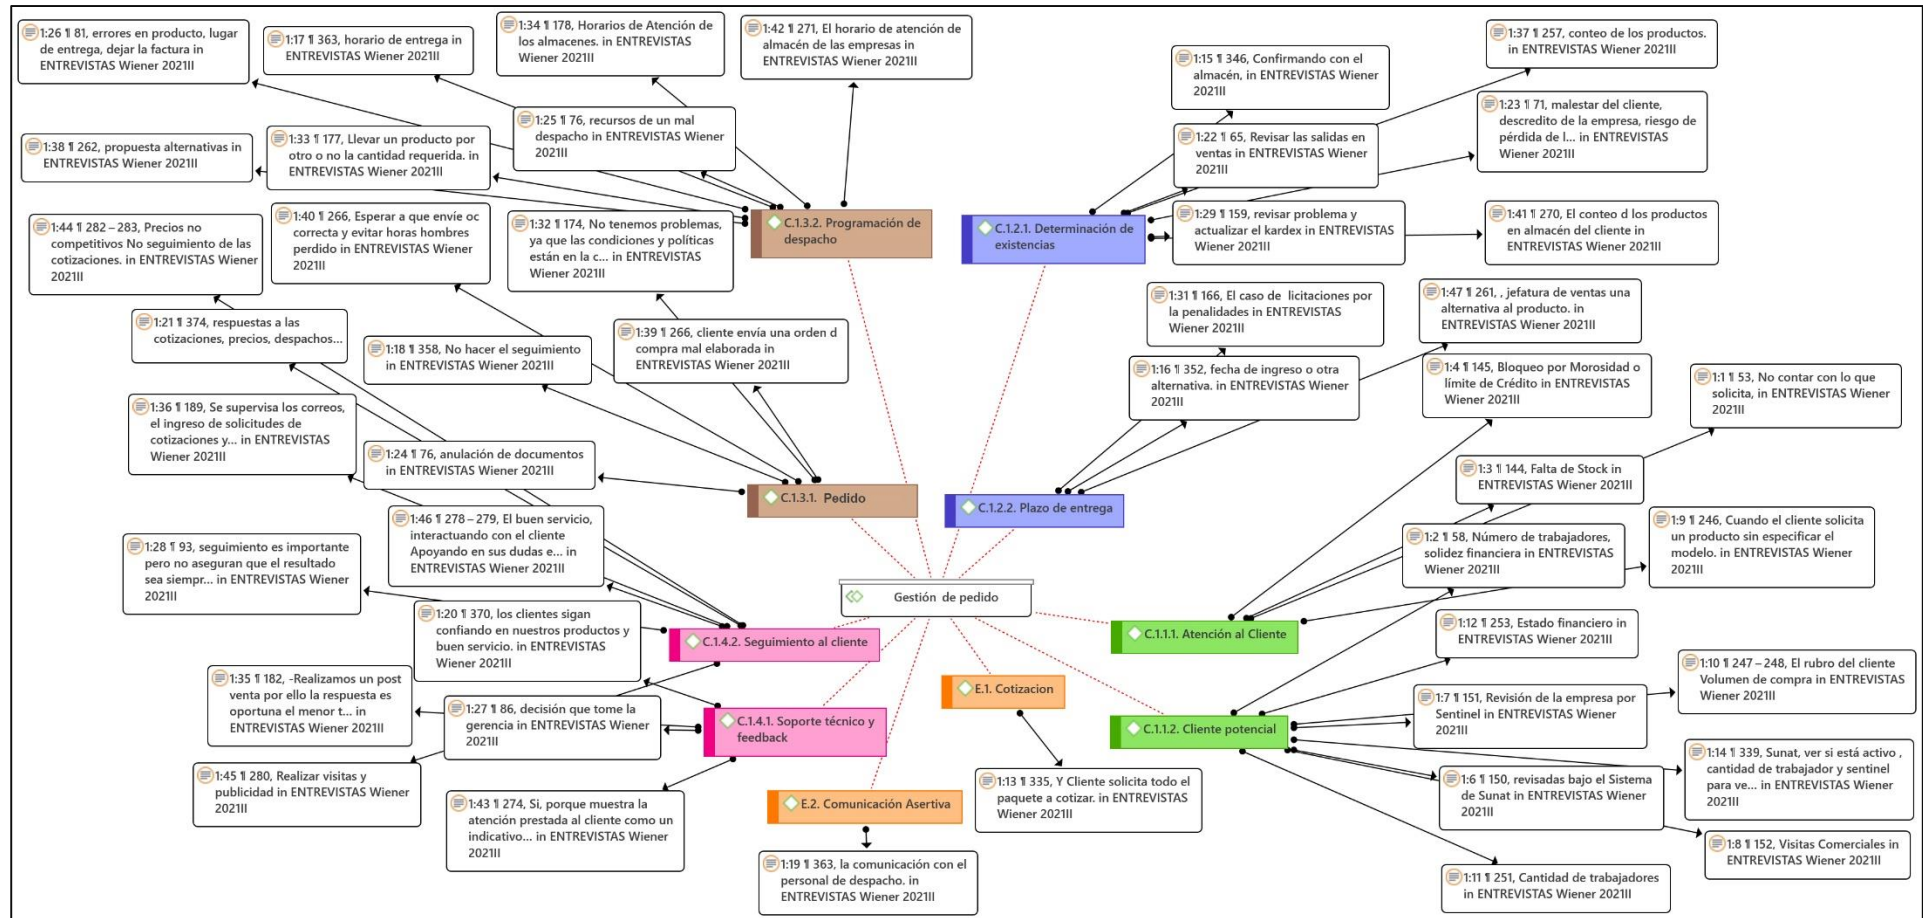 1:26 ¶ 81, errores en producto, lugar
de entrega, dejar la factura in
ENTREVISTAS Wiener 2021II
1:17 ¶ 363, horario de entrega in
ENTREVISTAS Wiener 2021II
1:34 ¶ 178, Horarios de Atención de
los almacenes. in ENTREVISTAS
Wiener 2021II
1:42 ¶ 271, El horario de atención de
almacén de las empresas in
ENTREVISTAS Wiener 2021II
1:15 ¶ 346, Confirmando con el
almacén, in ENTREVISTAS Wiener
2021II
1:37 ¶ 257, conteo de los productos.
in ENTREVISTAS Wiener 2021II
1:38 ¶ 262, propuesta alternativas in
ENTREVISTAS Wiener 2021II
1:33 ¶ 177, Llevar un producto por
otro o no la cantidad requerida. in
ENTREVISTAS Wiener 2021II
1:25 ¶ 76, recursos de un mal
despacho in ENTREVISTAS Wiener
2021II
1:22 ¶ 65, Revisar las salidas en
ventas in ENTREVISTAS Wiener
2021II
1:23 ¶ 71, malestar del cliente,
descredito de la empresa, riesgo de
pérdida de l... in ENTREVISTAS
Wiener 2021II
1:44 ¶ 282 – 283, Precios no
competitivos No seguimiento de las
cotizaciones. in ENTREVISTAS Wiener
2021II
1:40 ¶ 266, Esperar a que envíe oc
correcta y evitar horas hombres
perdido in ENTREVISTAS Wiener
2021II
1:32 ¶ 174, No tenemos problemas,
ya que las condiciones y políticas
están en la c... in ENTREVISTAS
Wiener 2021II
C.1.3.2. Programación de
despacho
C.1.2.1. Determinación de
existencias
1:29 ¶ 159, revisar problema y
actualizar el kardex in ENTREVISTAS
Wiener 2021II
1:41 ¶ 270, El conteo d los productos
en almacén del cliente in
ENTREVISTAS Wiener 2021II
1:21 ¶ 374, respuestas a las
cotizaciones, precios, despachos...
1:18 ¶ 358, No hacer el seguimiento
in ENTREVISTAS Wiener 2021II
1:39 ¶ 266, cliente envía una orden d
compra mal elaborada in
ENTREVISTAS Wiener 2021II
1:31 ¶ 166, El caso de licitaciones por
la penalidades in ENTREVISTAS
Wiener 2021II
1:47 ¶ 261, , jefatura de ventas una
alternativa al producto. in
ENTREVISTAS Wiener 2021II
1:16 ¶ 352, fecha de ingreso o otra
alternativa. in ENTREVISTAS Wiener
2021II
1:4 ¶ 145, Bloqueo por Morosidad o
límite de Crédito in ENTREVISTAS
Wiener 2021II
1:1 ¶ 53, No contar con lo que
solicita, in ENTREVISTAS Wiener
2021II
1:36 ¶ 189, Se supervisa los correos,
el ingreso de solicitudes de
cotizaciones y... in ENTREVISTAS
Wiener 2021II
1:24 ¶ 76, anulación de documentos
in ENTREVISTAS Wiener 2021II
C.1.3.1. Pedido
C.1.2.2. Plazo de entrega
1:3 ¶ 144, Falta de Stock in
ENTREVISTAS Wiener 2021II
1:46 ¶ 278 – 279, El buen servicio,
interactuando con el cliente
Apoyando en sus dudas e... in
ENTREVISTAS Wiener 2021II
1:2 ¶ 58, Número de trabajadores,
solidez financiera in ENTREVISTAS
Wiener 2021II
1:9 ¶ 246, Cuando el cliente solicita
un producto sin especificar el
modelo. in ENTREVISTAS Wiener
2021II
1:28 ¶ 93, seguimiento es importante
pero no aseguran que el resultado
sea siempr... in ENTREVISTAS Wiener
2021II
Gestión de pedido
1:20 ¶ 370, los clientes sigan
confiando en nuestros productos y
buen servicio. in ENTREVISTAS
Wiener 2021II
C.1.4.2. Seguimiento al cliente
C.1.1.1. Atención al Cliente
1:12 ¶ 253, Estado financiero in
ENTREVISTAS Wiener 2021II
1:35 ¶ 182, -Realizamos un post
venta por ello la respuesta es
oportuna el menor t... in
ENTREVISTAS Wiener 2021II
1:27 ¶ 86, decisión que tome la
gerencia in ENTREVISTAS Wiener
2021II
C.1.4.1. Soporte técnico y
feedback
E.1. Cotizacion
C.1.1.2. Cliente potencial
1:7 ¶ 151, Revisión de la empresa por
Sentinel in ENTREVISTAS Wiener
2021II
1:10 ¶ 247 – 248, El rubro del cliente
Volumen de compra in ENTREVISTAS
Wiener 2021II
1:45 ¶ 280, Realizar visitas y
publicidad in ENTREVISTAS Wiener
2021II
1:43 ¶ 274, Si, porque muestra la
atención prestada al cliente como un
indicativo... in ENTREVISTAS Wiener
2021II
E.2. Comunicación Asertiva
1:13 ¶ 335, Y Cliente solicita todo el
paquete a cotizar. in ENTREVISTAS
Wiener 2021II
1:6 ¶ 150, revisadas bajo el Sistema
de Sunat in ENTREVISTAS Wiener
2021II
1:14 ¶ 339, Sunat, ver si está activo ,
cantidad de trabajador y sentinel
para ve... in ENTREVISTAS Wiener
2021II
1:19 ¶ 363, la comunicación con el
personal de despacho. in
ENTREVISTAS Wiener 2021II
1:11 ¶ 251, Cantidad de trabajadores
in ENTREVISTAS Wiener 2021II
1:8 ¶ 152, Visitas Comerciales in
ENTREVISTAS Wiener 2021II